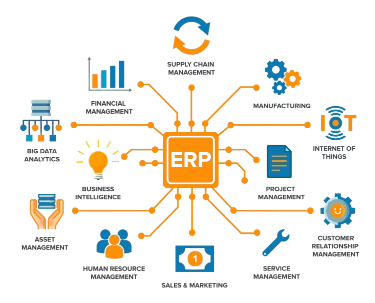 SUPPLY CHAIN
MANAGEMENT
FINANCIAL
MANAGEMENT
MANUFACTURING
BIG DATA
ANALYTICS
ERP
IOT
INTERNET OF
THINGS
BUSINESS
INTELLIGENCE
PROJECT
MANAGEMENT
ASSET
MANAGEMENT
CUSTOMER
RELATIONSHIP
MANAGEMENT
HUMAN RESOURCE
MANAGEMENT
1
SALES & MARKETING
SERVICE
MANAGEMENT